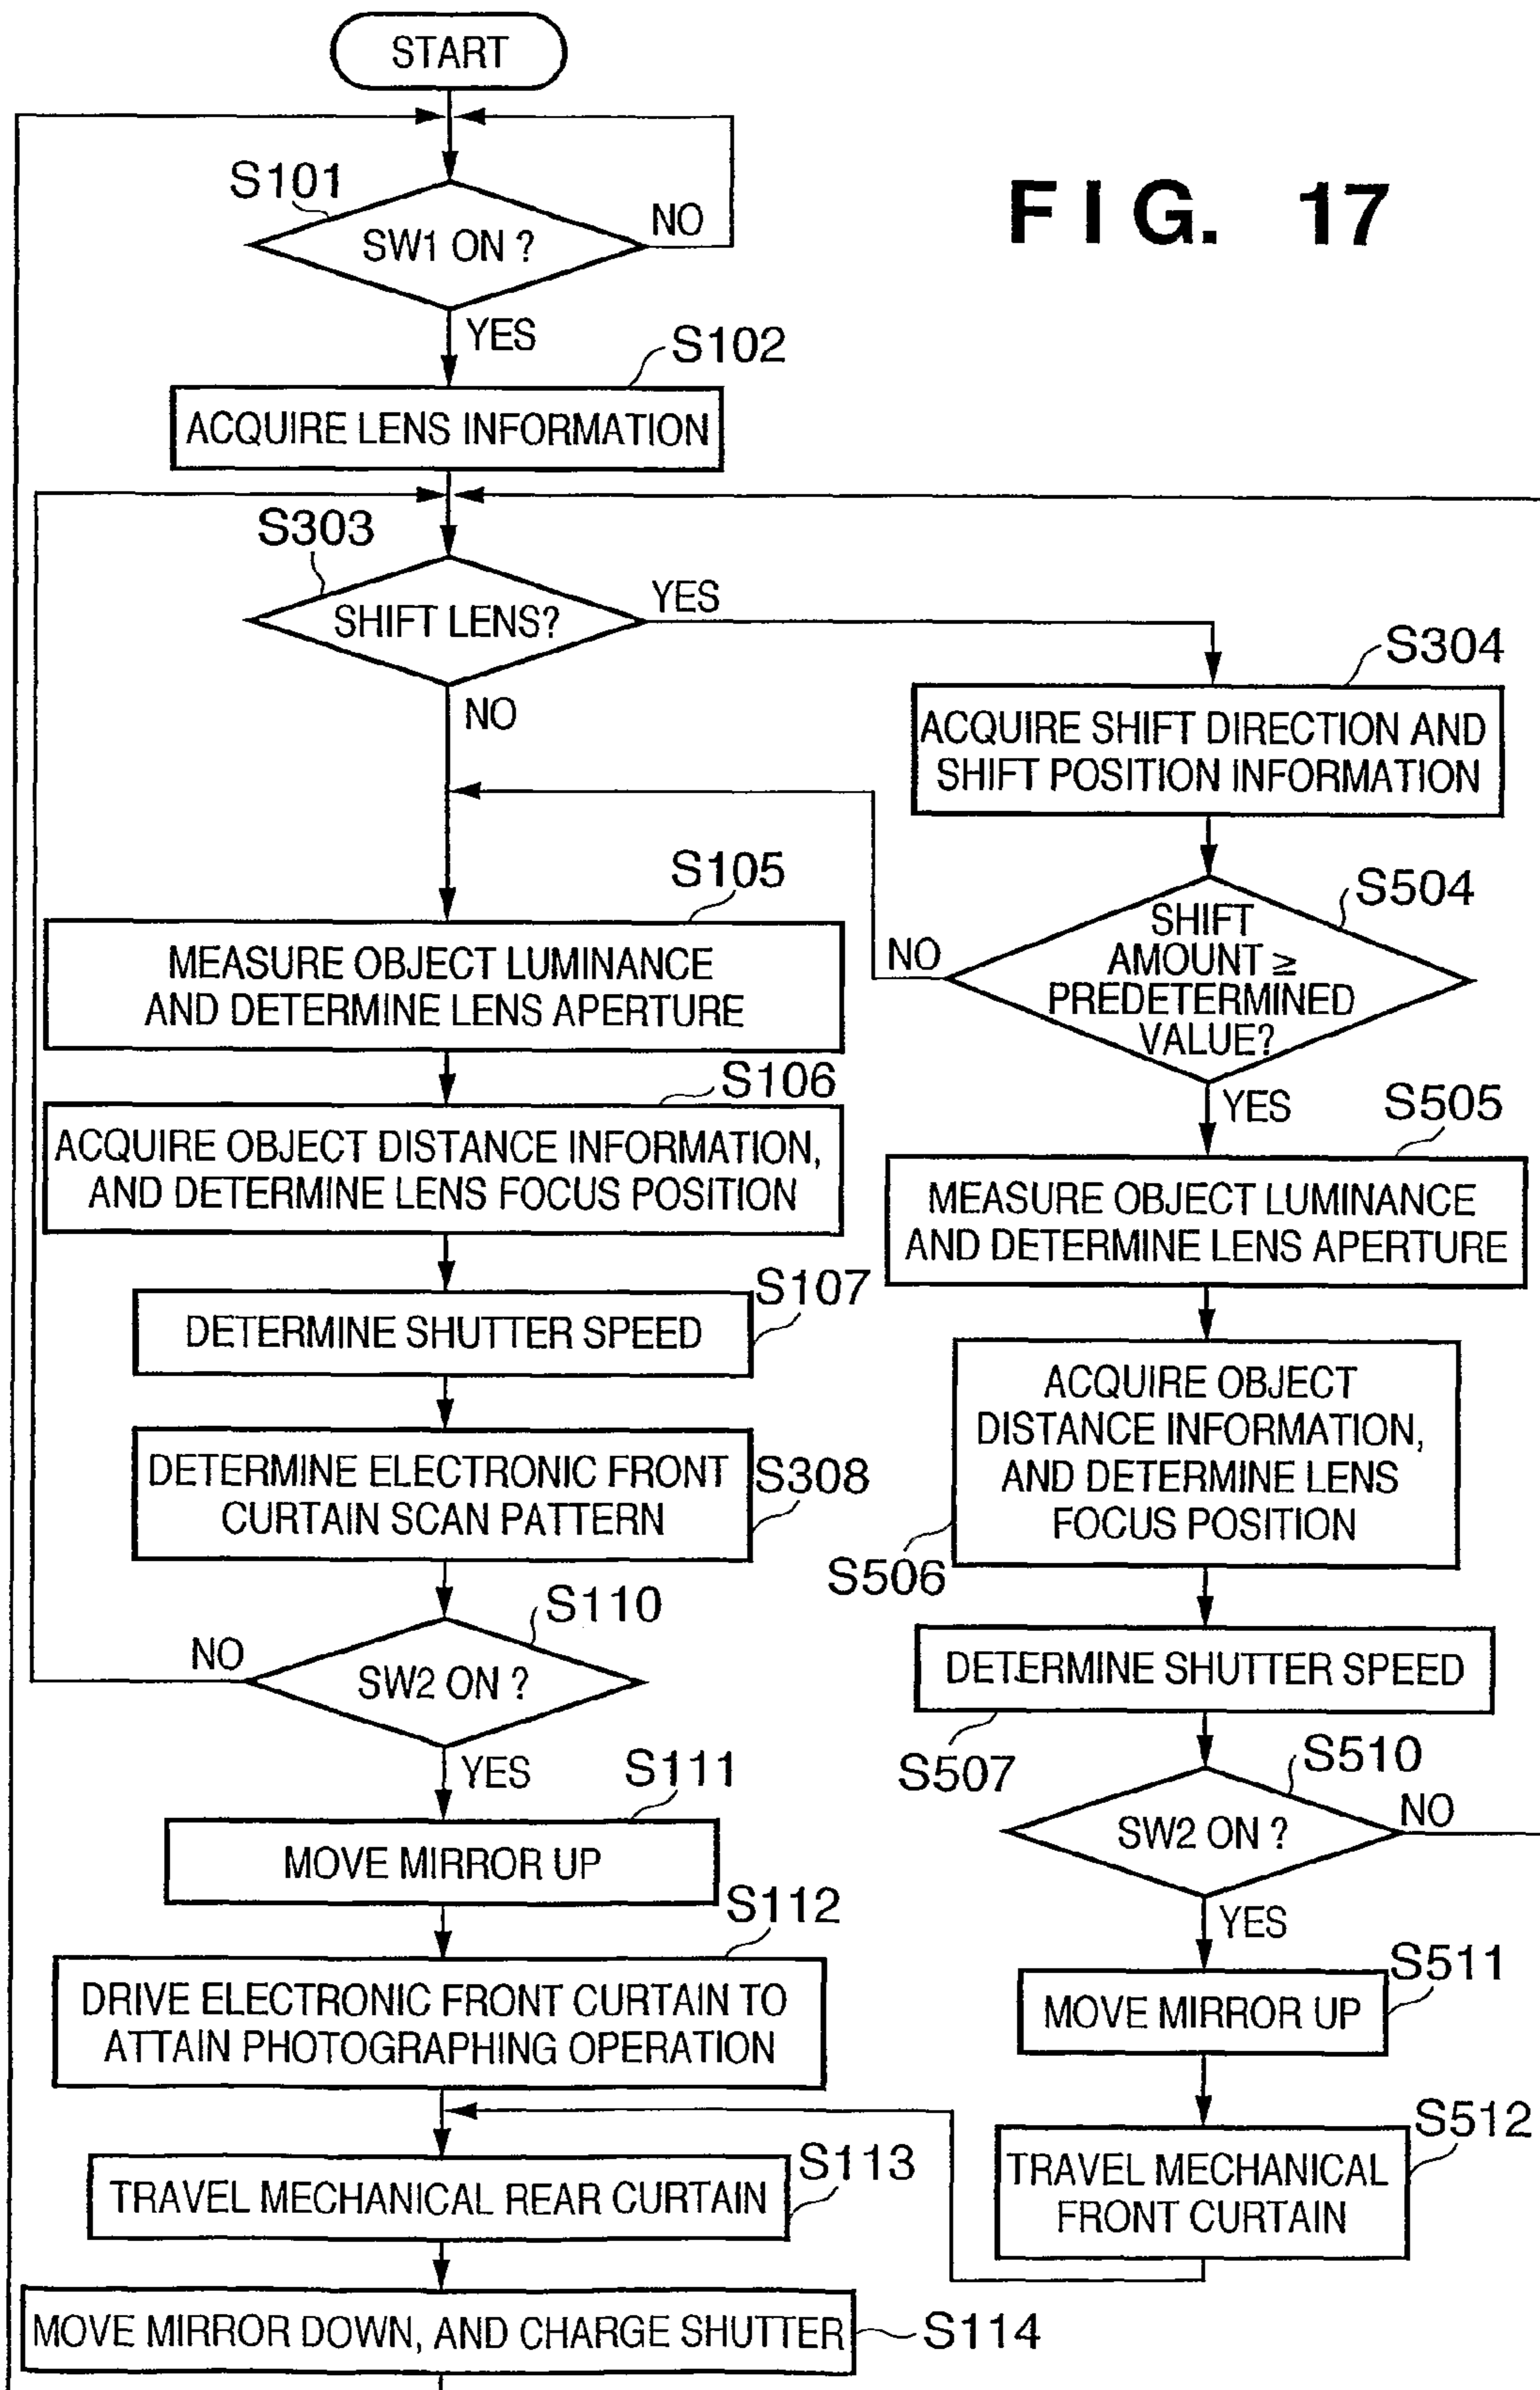 START
FIG. 17
S101
SW1 ON ?
NO
YES
S102
ACQUIRE LENS INFORMATION
S303
SHIFT LENS?
YES
NO
S304
ACQUIRE SHIFT DIRECTION AND
SHIFT POSITION INFORMATION
S504
SHIFT
AMOUNT ≥
PREDETERMINED
VALUE?
NO
YES
S105
MEASURE OBJECT LUMINANCE
AND DETERMINE LENS APERTURE
S106
ACQUIRE OBJECT DISTANCE INFORMATION,
AND DETERMINE LENS FOCUS POSITION
S107
DETERMINE SHUTTER SPEED
DETERMINE ELECTRONIC FRONT
CURTAIN SCAN PATTERN
S308
S110
NO
SW2 ON ?
YES
S111
MOVE MIRROR UP
S112
DRIVE ELECTRONIC FRONT CURTAIN TO
ATTAIN PHOTOGRAPHING OPERATION
S113
TRAVEL MECHANICAL REAR CURTAIN
MOVE MIRROR DOWN, AND CHARGE SHUTTER
S114
S505
MEASURE OBJECT LUMINANCE
AND DETERMINE LENS APERTURE
ACQUIRE OBJECT
DISTANCE INFORMATION,
AND DETERMINE LENS
FOCUS POSITION
S506
DETERMINE SHUTTER SPEED
S507
S510
SW2 ON ?
NO
YES
S511
MOVE MIRROR UP
S512
TRAVEL MECHANICAL
FRONT CURTAIN